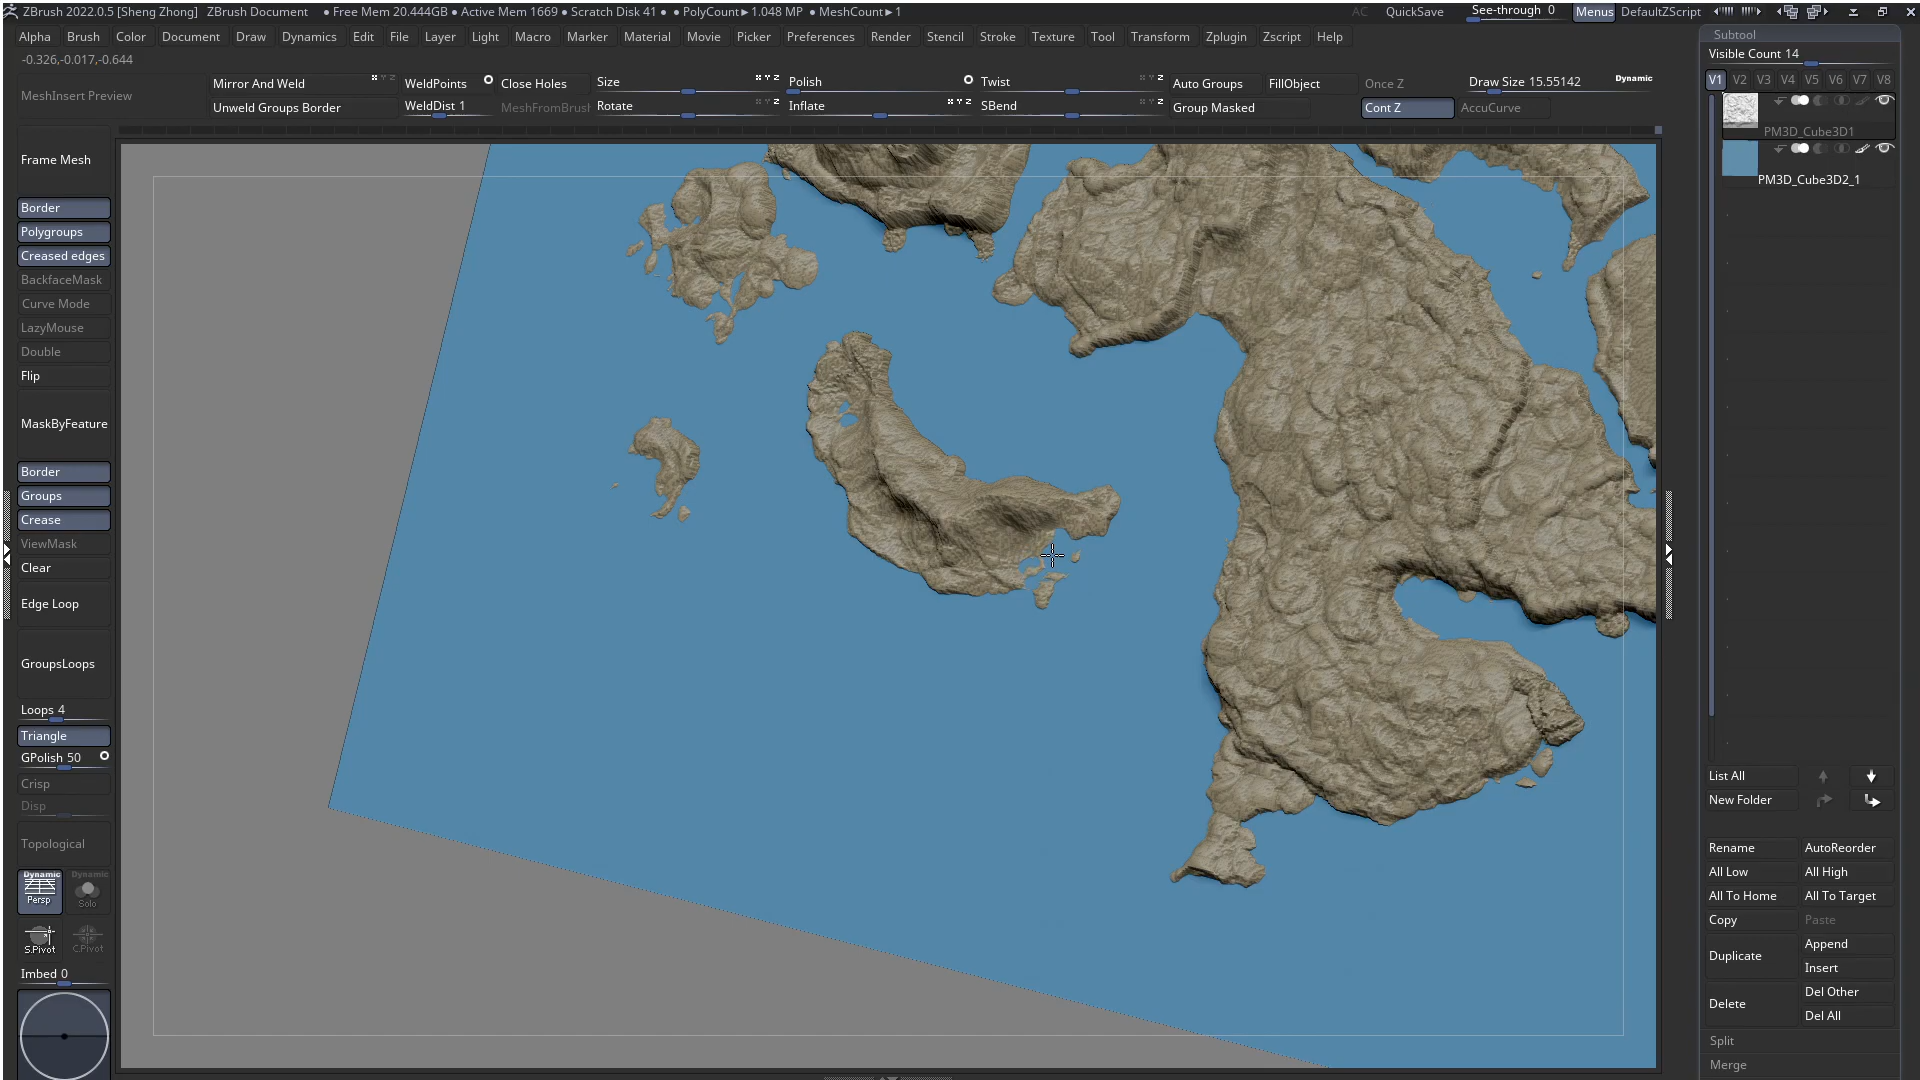 ZBrush 2022.0.5 [Sheng Zhong] ZBrush Document • Free Mem 20.444GB • Active Mem 1669 • Scratch Disk 41 • • PolyCount►1.048 MP • MeshCount►1 AC QuickSave See-through 0 Menus DefaultZScript
Alpha Brush Color Document Draw Dynamics Edit File Layer Light Macro Marker Material Movie Picker Preferences Render Stencil Stroke Texture Tool Transform Zplugin Zscript Help
-0.326,-0.017,-0.644
MeshInsert Preview
Mirror And Weld WeldPoints Close Holes Size Polish Twist Auto Groups FillObject Once Z Draw Size 15.55142 Dynamic
Unweld Groups Border WeldDist 1 MeshFromBrush Rotate Inflate SBend Group Masked Cont Z AccuCurve
Frame Mesh
Border
Polygroups
Creased edges
BackfaceMask
Curve Mode
LazyMouse
Double
Flip
MaskByFeature
Border
Groups
Crease
ViewMask
Clear
Edge Loop
GroupsLoops
Loops 4
Triangle
GPolish 50
Crisp
Disp
Topological
Dynamic Dynamic
Persp Solo
S.Pivot C.Pivot
Imbed 0
Subtool
Visible Count 14
V1 V2 V3 V4 V5 V6 V7 V8
PM3D_Cube3D1
PM3D_Cube3D2_1
List All
New Folder
Rename AutoReorder
All Low All High
All To Home All To Target
Copy Paste
Duplicate Append
Insert
Delete Del Other
Del All
Split
Merge